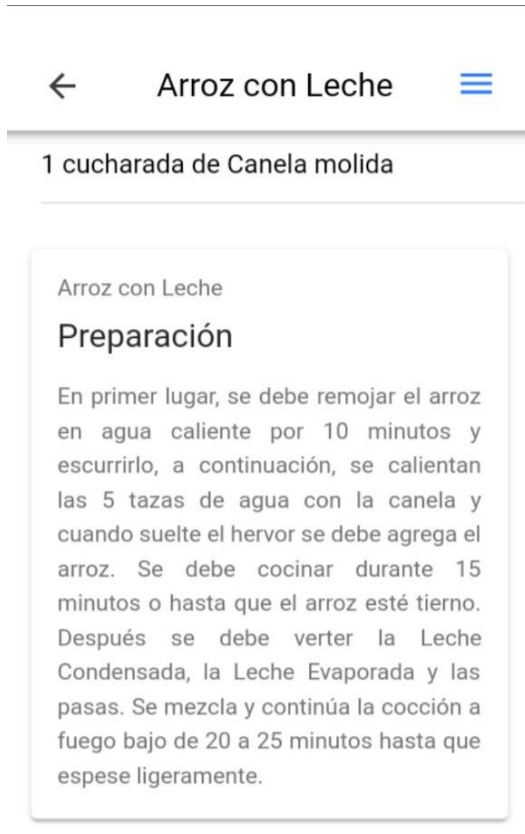 Arroz con Leche
1 cucharada de Canela molida
Arroz con Leche
Preparación
En primer lugar, se debe remojar el arroz
en agua caliente por 10 minutos y
escurrirlo, a continuación, se calientan
las 5 tazas de agua con la canela y
cuando suelte el hervor se debe agrega el
arroz. Se debe cocinar durante 15
minutos o hasta que el arroz esté tierno.
Después se debe verter la Leche
Condensada, la Leche Evaporada y las
pasas. Se mezcla y continúa la cocción a
fuego bajo de 20 a 25 minutos hasta que
espese ligeramente.